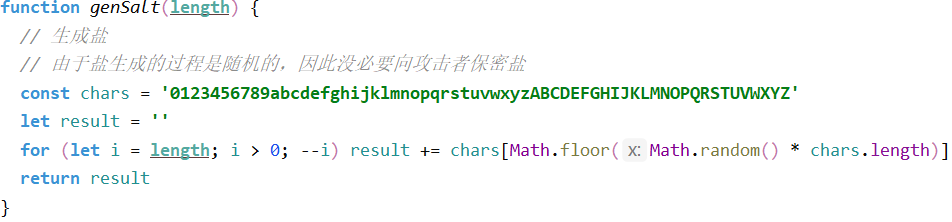 function genSalt(length) {
  // 生成盐
  // 由于盐生成的过程是随机的，因此没必要向攻击者保密盐
  const chars = '0123456789abcdefghijklmnopqrstuvwxyzABCDEFGHIJKLMNOPQRSTUVWXYZ'
  let result = ''
  for (let i = length; i > 0; --i) result += chars[Math.floor( x: Math.random() * chars.length)]
  return result
}